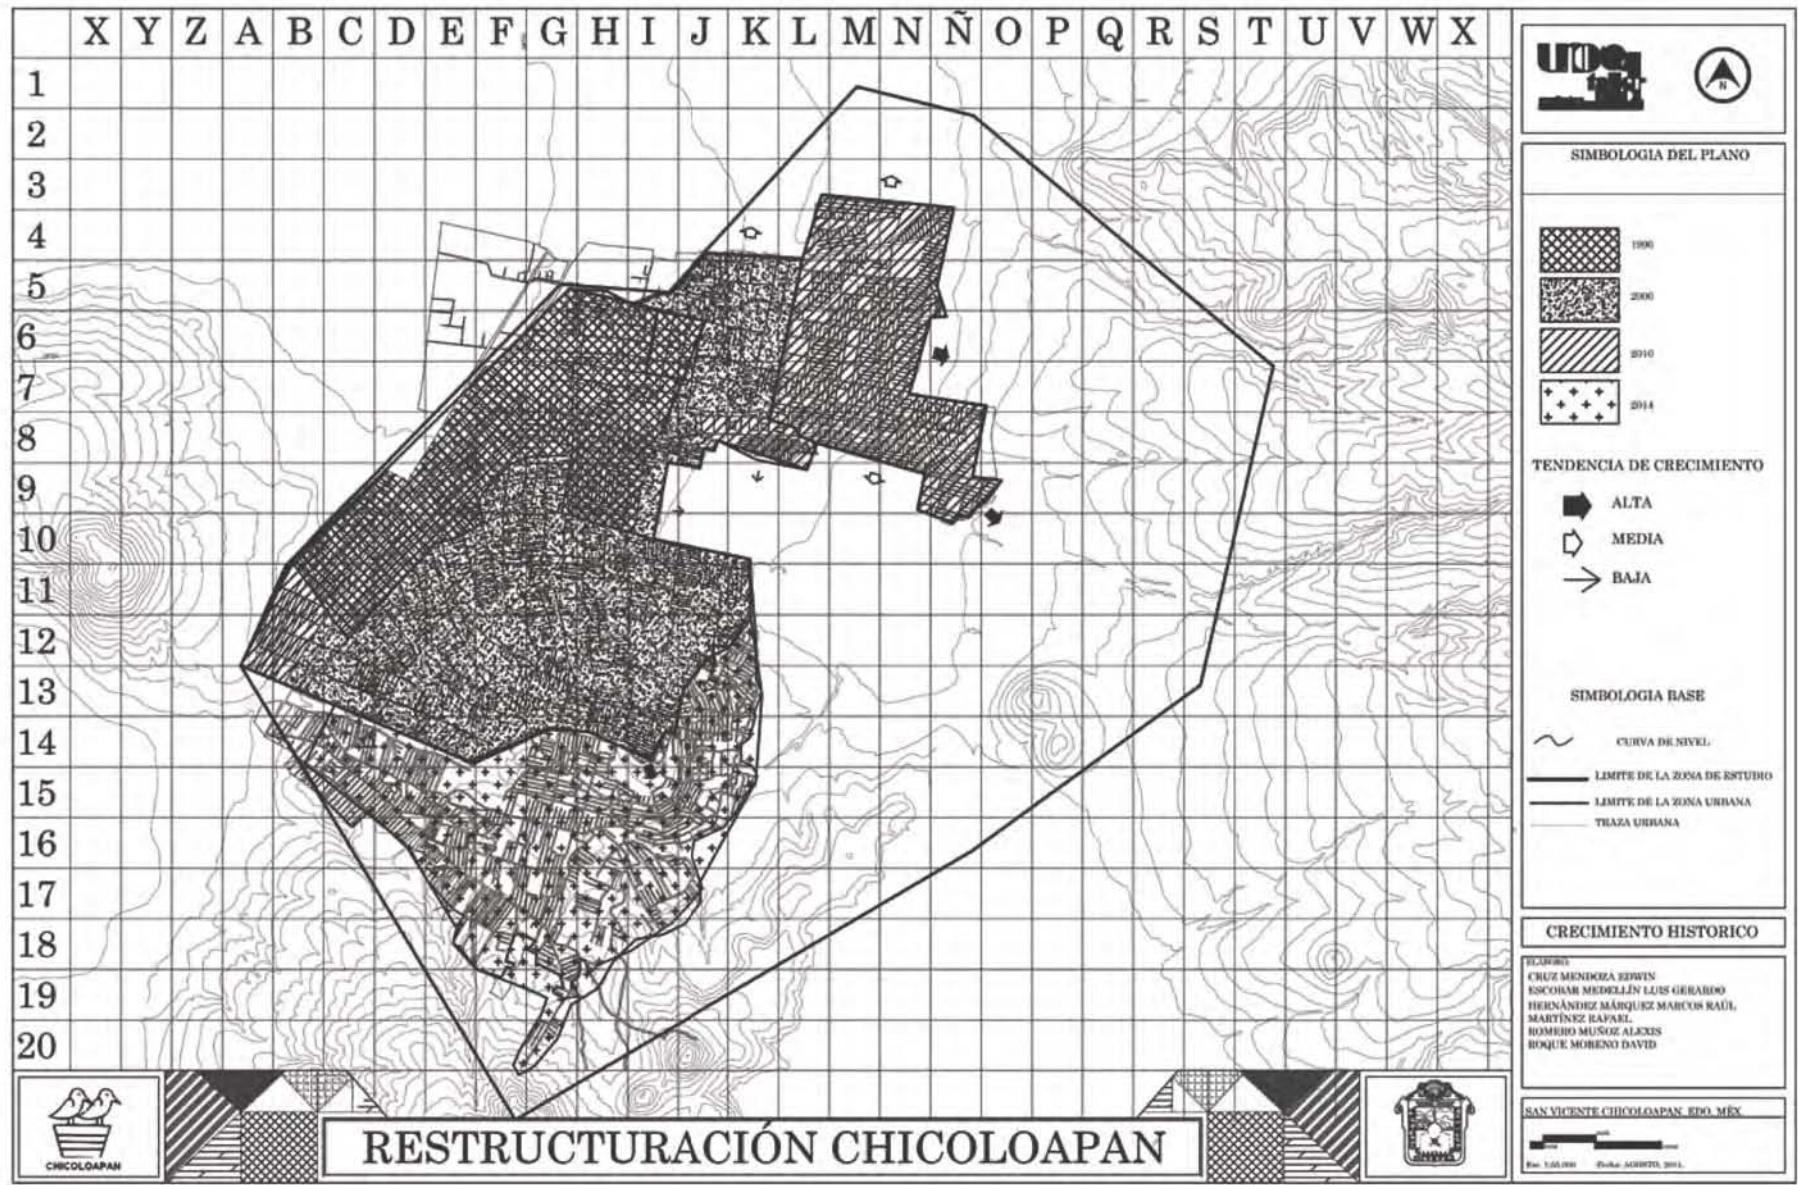 X Y Z A B C D E F G H I J K L M N Ñ O P Q R S T U V W X
1
2
3
4
5
6
7
8
9
10
11
12
13
14
15
16
17
18
19
20
N
SIMBOLOGIA DEL PLANO
1990
2000
2010
2014
TENDENCIA DE CRECIMIENTO
ALTA
MEDIA
BAJA
SIMBOLOGIA BASE
CURVA DE NIVEL
LIMITE DE LA ZONA DE ESTUDIO
LIMITE DE LA ZONA URBANA
TRAZA URBANA
CRECIMIENTO HISTORICO
ELABORO:
CRUZ MENDOZA EDWIN
ESCOBAR MEDELLÍN LUIS GERARDO
HERNÁNDEZ MÁRQUEZ MARCOS RAÚL
MARTÍNEZ RAFAEL
ROMERO MUÑOZ ALEXIS
ROQUE MORENO DAVID
SAN VICENTE CHICOLOAPAN, EDO. MÉX.
Fecha: AGOSTO,
CHICOLOAPAN
RESTRUCTURACIÓN CHICOLOAPAN